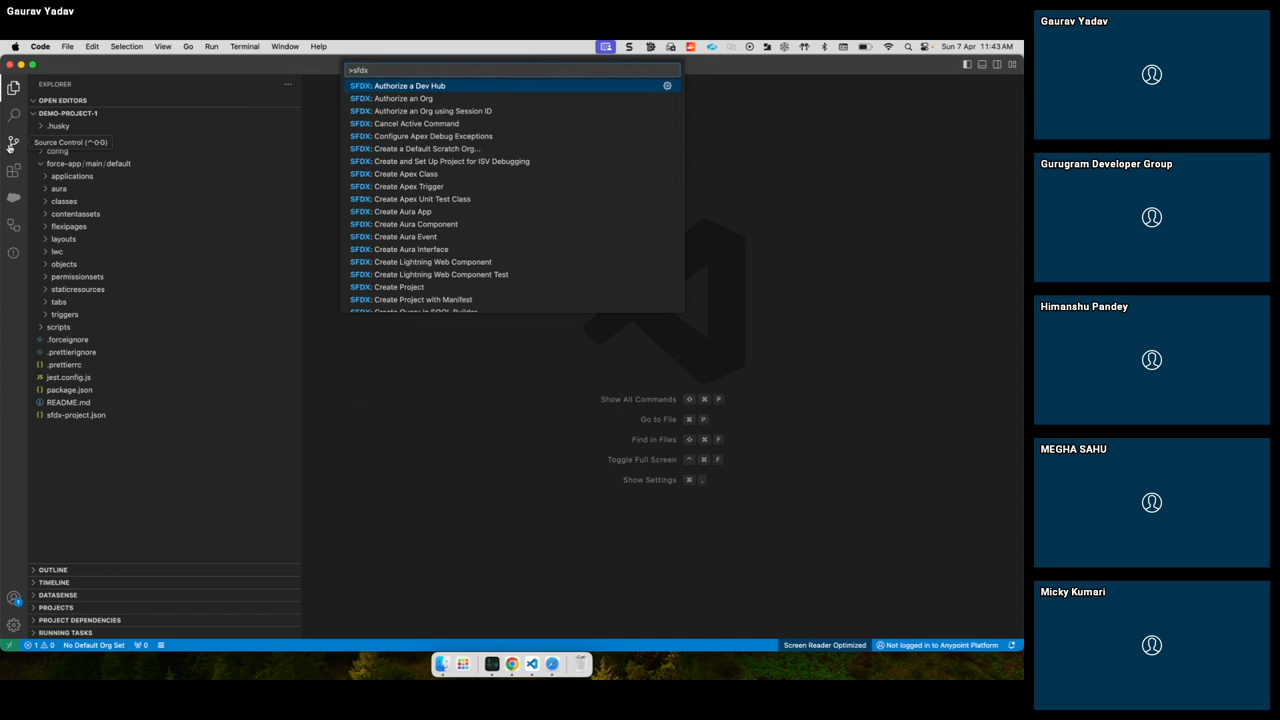 Gaurav Yadav
Code File Edit Selection View Go Run Terminal Window Help
Sun 7 Apr 11:43 AM
EXPLORER
OPEN EDITORS
DEMO-PROJECT-1
.husky
Source Control (^⇧G)
config
force-app/main/default
applications
aura
classes
contentassets
flexipages
layouts
lwc
objects
permissionsets
staticresources
tabs
triggers
scripts
.forceignore
.prettierignore
.prettierrc
jest.config.js
package.json
README.md
sfdx-project.json
OUTLINE
TIMELINE
DATASENSE
PROJECTS
PROJECT DEPENDENCIES
RUNNING TASKS
>sfdx
SFDX: Authorize a Dev Hub
SFDX: Authorize an Org
SFDX: Authorize an Org using Session ID
SFDX: Cancel Active Command
SFDX: Configure Apex Debug Exceptions
SFDX: Create a Default Scratch Org...
SFDX: Create and Set Up Project for ISV Debugging
SFDX: Create Apex Class
SFDX: Create Apex Trigger
SFDX: Create Apex Unit Test Class
SFDX: Create Aura App
SFDX: Create Aura Component
SFDX: Create Aura Event
SFDX: Create Aura Interface
SFDX: Create Lightning Web Component
SFDX: Create Lightning Web Component Test
SFDX: Create Project
SFDX: Create Project with Manifest
SFDX: Create Query in SOQL Builder
Show All Commands ⇧ ⌘ P
Go to File ⌘ P
Find in Files ⇧ ⌘ F
Toggle Full Screen ^ ⌘ F
Show Settings ⌘ ,
1 0 No Default Org Set 0
Screen Reader Optimized Not logged in to Anypoint Platform
Gaurav Yadav
Gurugram Developer Group
Himanshu Pandey
MEGHA SAHU
Micky Kumari